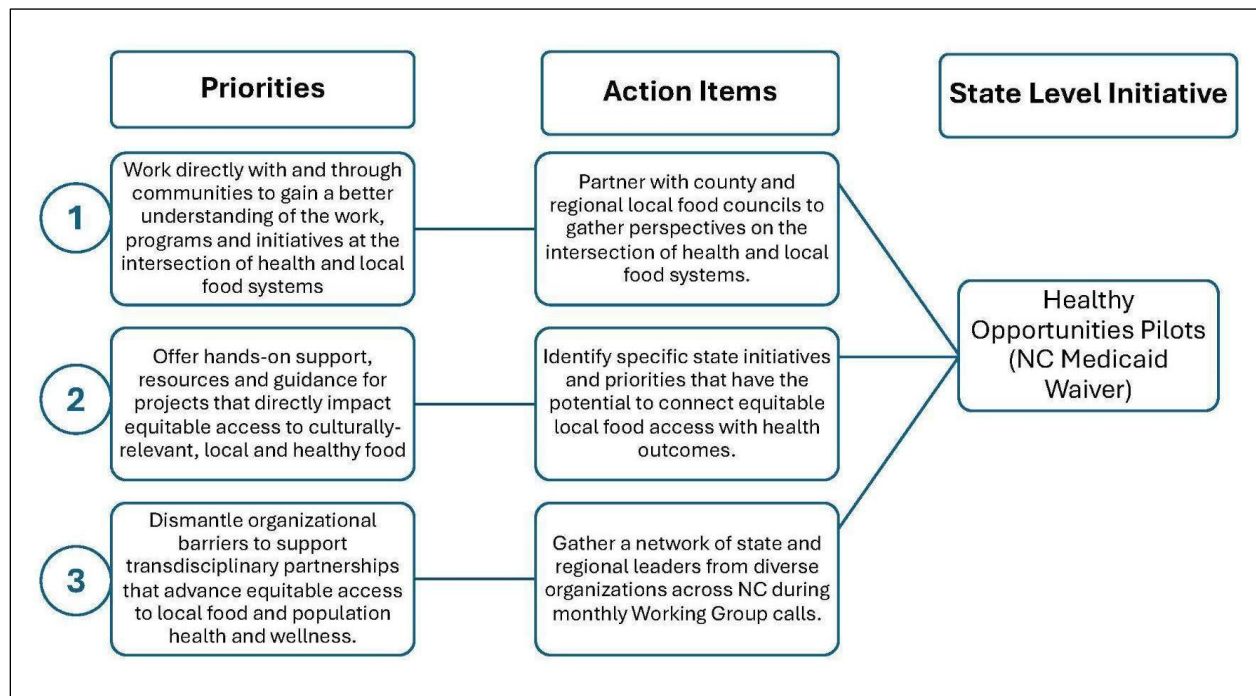 Priorities
Action Items
State Level Initiative
1
Work directly with and through
communities to gain a better
understanding of the work,
programs and initiatives at the
intersection of health and local
food systems
Partner with county and
regional local food councils to
gather perspectives on the
intersection of health and local
food systems.
2
Offer hands-on support,
resources and guidance for
projects that directly impact
equitable access to culturally-
relevant, local and healthy food
Identify specific state initiatives
and priorities that have the
potential to connect equitable
local food access with health
outcomes.
3
Dismantle organizational
barriers to support
transdisciplinary partnerships
that advance equitable access
to local food and population
health and wellness.
Gather a network of state and
regional leaders from diverse
organizations across NC during
monthly Working Group calls.
Healthy
Opportunities Pilots
(NC Medicaid
Waiver)